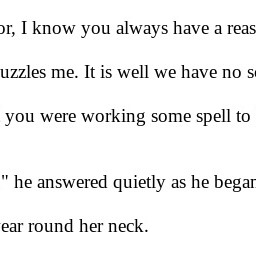 or, I know you always have a reas
uzzles me. It is well we have no s
you were working some spell to
" he answered quietly as he began
ear round her neck.